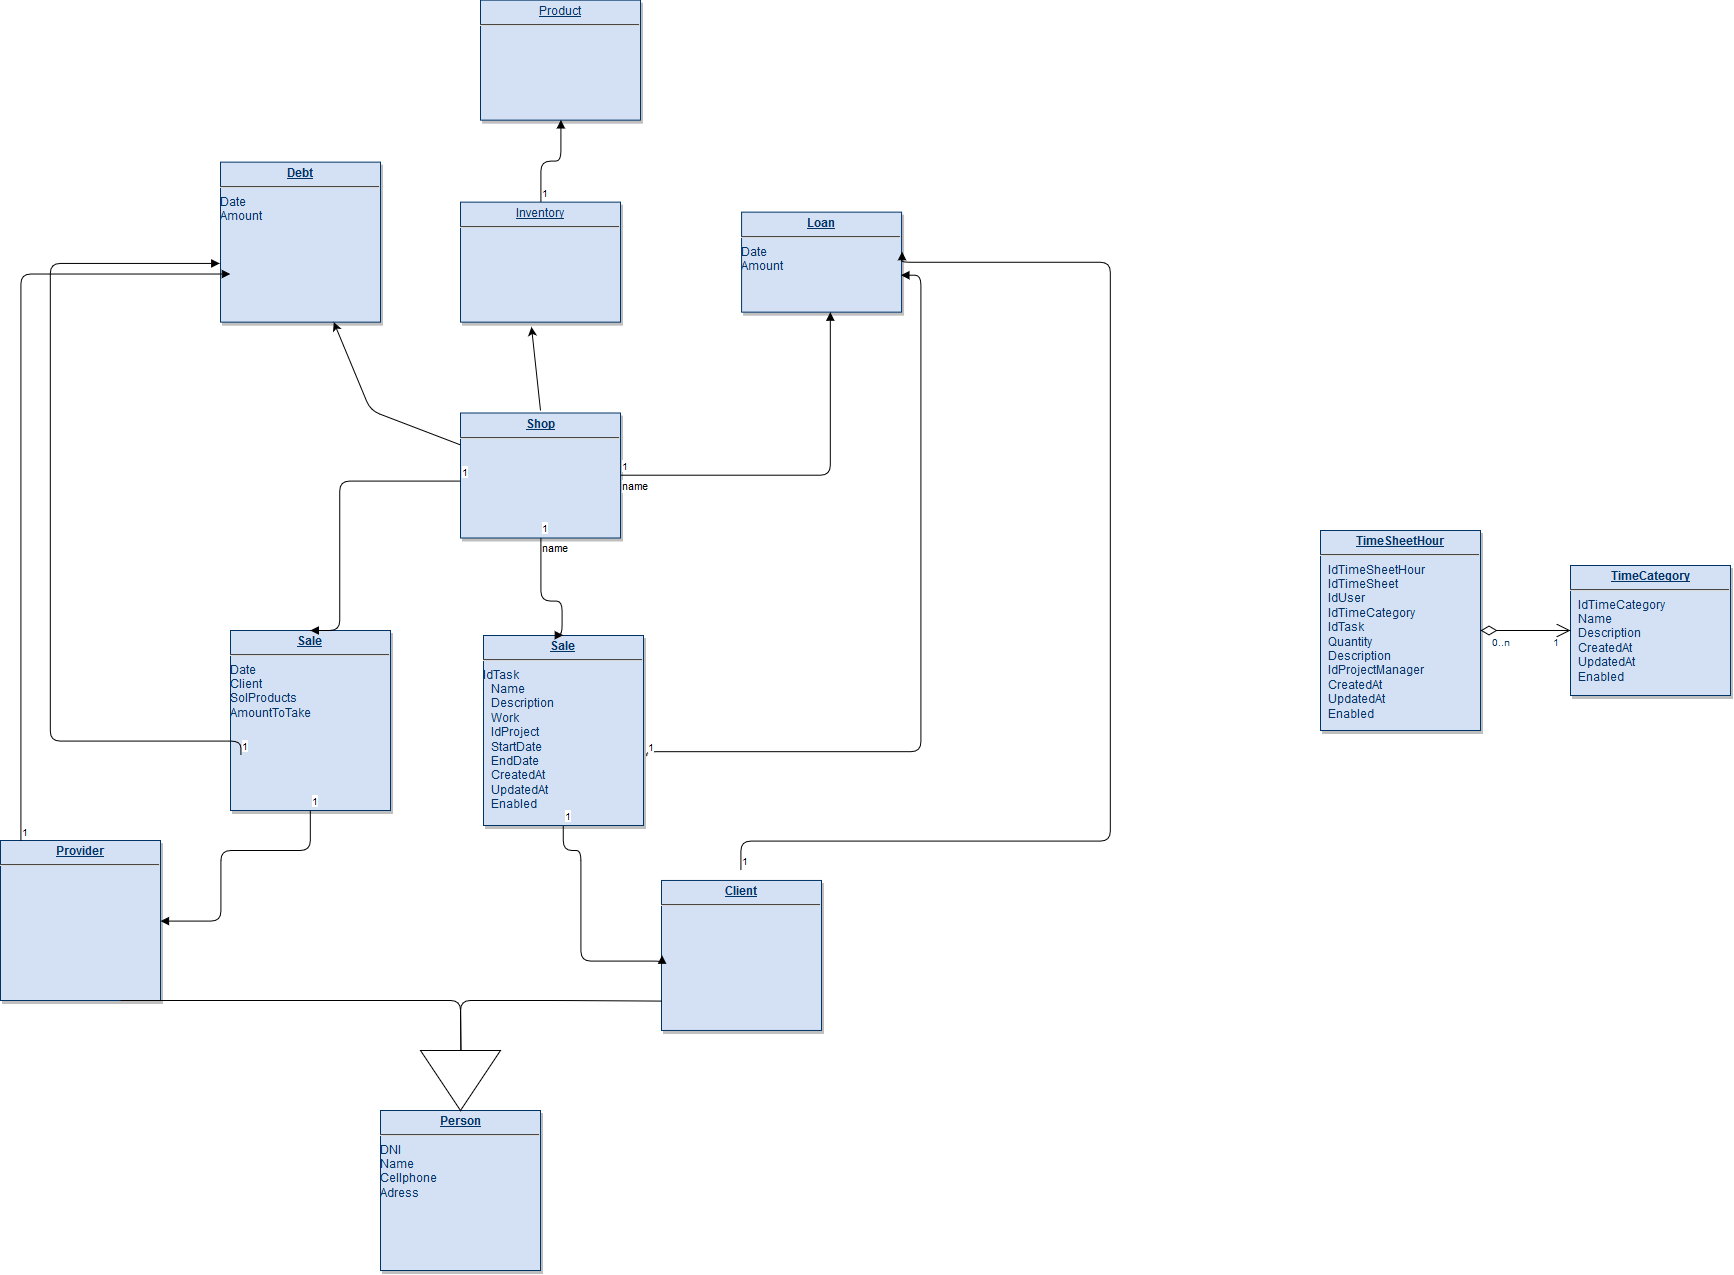 Product
1
Inventory
Debt
Date
Amount
Loan
Date
Amount
Shop
1
1
name
1
name
Sale
Date
Client
SolProducts
AmountToTake
1
1
Sale
IdTask
Name
Description
Work
IdProject
StartDate
EndDate
CreatedAt
UpdatedAt
Enabled
1
1
1
Provider
1
Client
Person
DNI
Name
Cellphone
Adress
TimeSheetHour
IdTimeSheetHour
IdTimeSheet
IdUser
IdTimeCategory
IdTask
Quantity
Description
IdProjectManager
CreatedAt
UpdatedAt
Enabled
0..n
1
TimeCategory
IdTimeCategory
Name
Description
CreatedAt
UpdatedAt
Enabled